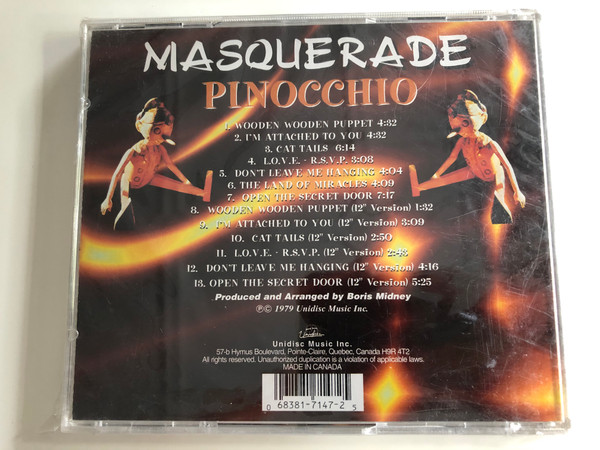 MASQUERADE
PINOCCHIO
1. WOODEN WOODEN PUPPET 4:32
2. I'M ATTACHED TO YOU 4:32
3. CAT TAILS 6:14
4. L.O.V.E. - R.S.V.P. 3:08
5. DON'T LEAVE ME HANGING 4:04
6. THE LAND OF MIRACLES 4:09
7. OPEN THE SECRET DOOR 7:17
8. WOODEN WOODEN PUPPET (12" Version) 1:32
9. I'M ATTACHED TO YOU (12" Version) 3:09
10. CAT TAILS (12" Version) 2:50
11. L.O.V.E. - R.S.V.P. (12" Version) 2:48
12. DON'T LEAVE ME HANGING (12" Version) 4:16
13. OPEN THE SECRET DOOR (12" Version) 5:25
Produced and Arranged by Boris Midney
℗© 1979 Unidisc Music Inc.
Unidisc
Unidisc Music Inc.
57-b Hymus Boulevard, Pointe-Claire, Quebec, Canada H9R 4T2
All rights reserved. Unauthorized duplication is a violation of applicable laws.
MADE IN CANADA
0 68381-7147-2 5